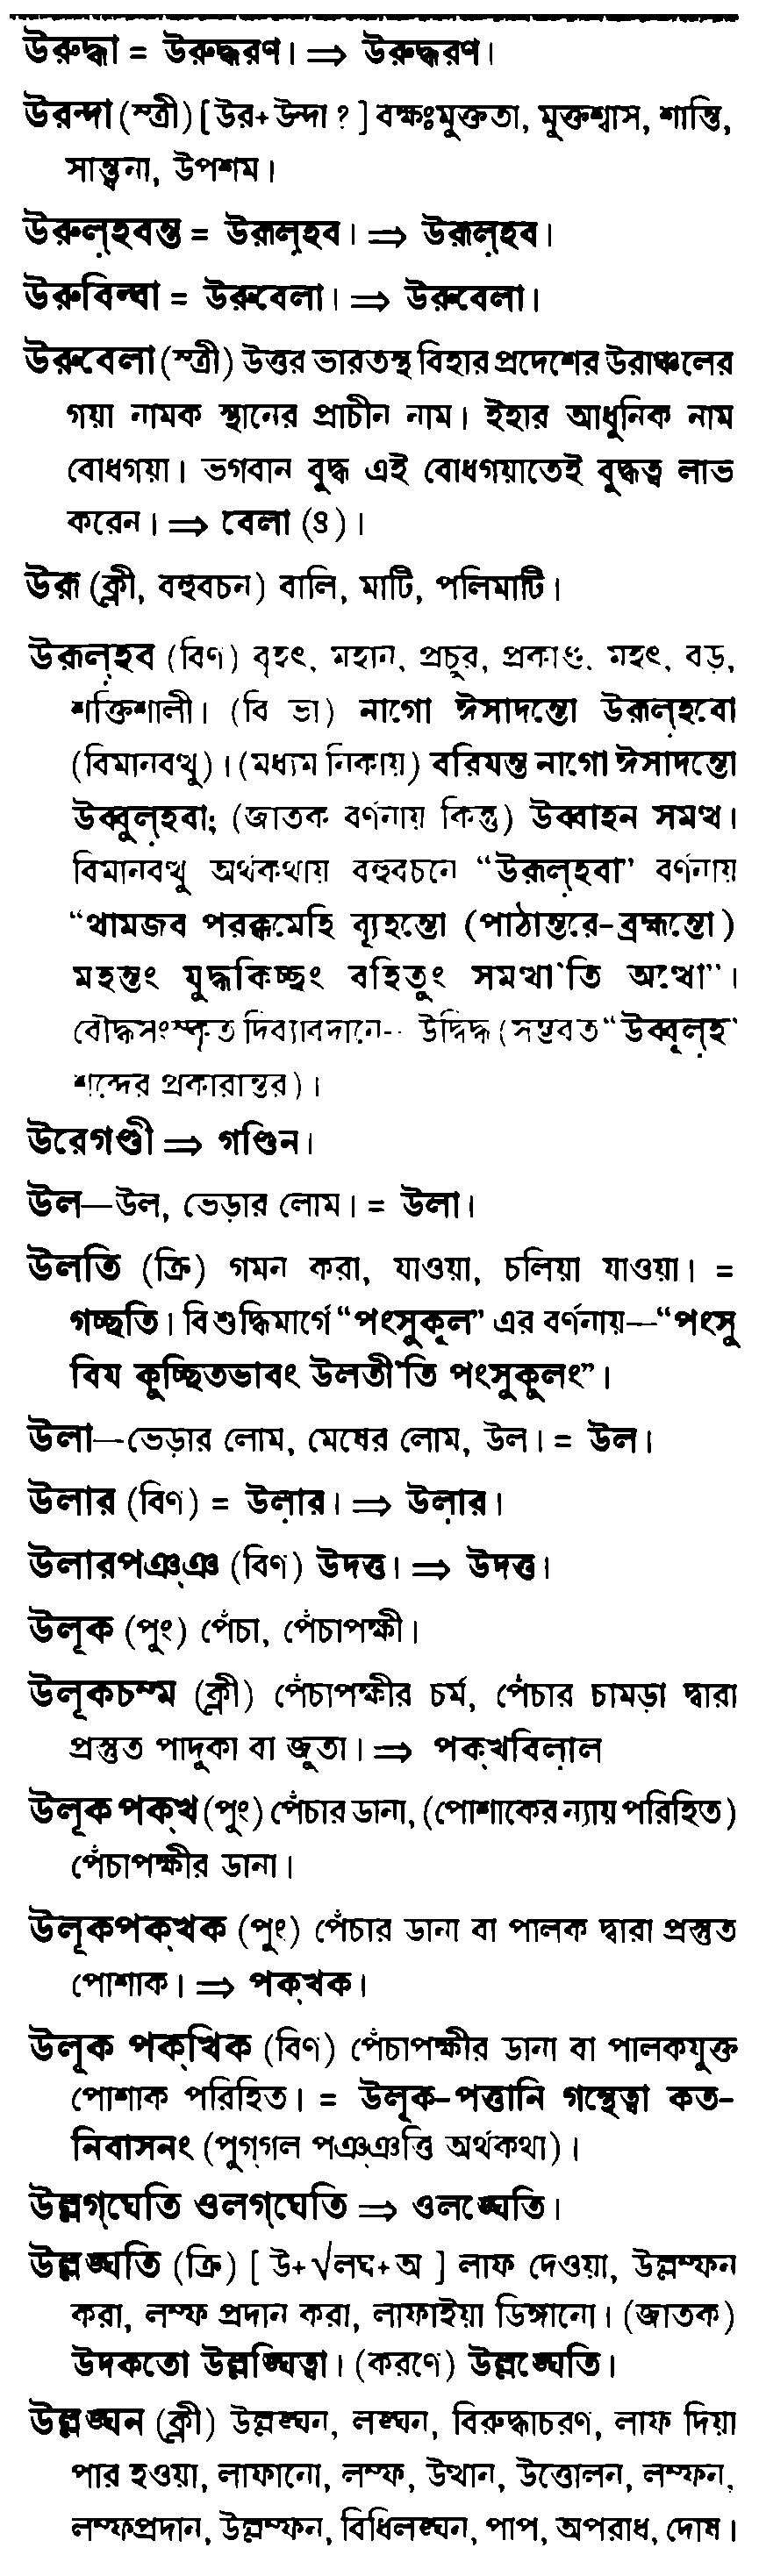 উরুদ্ধা = উরুদ্ধরণ। ⇒ উরুদ্ধরণ।
উরন্দা (স্ত্রী) [উর+উন্দা ?] বক্ষঃমুক্ততা, মুক্তশ্বাস, শান্তি,
সান্ত্বনা, উপশম।
উরুল্‌হবন্তু = উরূল্‌হব। ⇒ উরূল্‌হব।
উরুবিল্বা = উরুবেলা। ⇒ উরুবেলা।
উরুবেলা (স্ত্রী) উত্তর ভারতস্থ বিহার প্রদেশের উরাঞ্চলের
গয়া নামক স্থানের প্রাচীন নাম। ইহার আধুনিক নাম
বোধগয়া। ভগবান বুদ্ধ এই বোধগয়াতেই বুদ্ধত্ব লাভ
করেন। ⇒ বেলা (৪)।
উরূ (ক্লী, বহুবচন) বালি, মাটি, পলিমাটি।
উরূল্‌হব (বিণ) বৃহৎ, মহান, প্রচুর, প্রকাণ্ড, মহৎ, বড়,
শক্তিশালী। (বি ভা) নাগো ঈসাদন্তো উরূল্‌হবো
(বিমানবত্থু)। (মধ্যম নিকায়) বরিযন্ত নাগো ঈসাদন্তো
উব্বুল্‌হবা; (জাতক বর্ণনায় কিন্তু) উব্বাহন সমত্থ।
বিমানবত্থু অর্থকথায় বহুবচনে “উরূল্‌হবা” বর্ণনায়
“থামজব পরক্কমেহি ব্যূহন্তো (পাঠান্তরে-ব্রহ্মন্তো)
মহন্তং যুদ্ধকিচ্ছং বহিতুং সমত্থা'তি অত্থো”।
বৌদ্ধসংস্কৃত দিব্যাবদানে-- উদ্বিদ্ধ (সম্ভবত “উব্বূল্‌হ”
শব্দের প্রকারান্তর)।
উরেগণ্ডী ⇒ গণ্ডিন।
উল—উল, ভেড়ার লোম। = উলা।
উলতি (ক্রি) গমন করা, যাওয়া, চলিয়া যাওয়া। =
গচ্ছতি। বিশুদ্ধিমার্গে “পংসুকূল” এর বর্ণনায়—“পংসু
বিয কুচ্ছিতভাবং উলতী'তি পংসুকূলং”।
উলা—ভেড়ার লোম, মেষের লোম, উল। = উল।
উলার (বিণ) = উল়ার। ⇒ উল়ার।
উলারপঞ্ঞ (বিণ) উদত্ত। ⇒ উদত্ত।
উলূক (পুং) পেঁচা, পেঁচাপক্ষী।
উলূকচম্ম (ক্লী) পেঁচাপক্ষীর চর্ম, পেঁচার চামড়া দ্বারা
প্রস্তুত পাদুকা বা জুতা। ⇒ পক্‌খবিল়াল
উলূক পক্‌খ (পুং) পেঁচার ডানা, (পোশাকের ন্যায় পরিহিত)
পেঁচাপক্ষীর ডানা।
উলূকপক্‌খক (পুং) পেঁচার ডানা বা পালক দ্বারা প্রস্তুত
পোশাক। ⇒ পক্‌খক।
উলূক পক্‌খিক (বিণ) পেঁচাপক্ষীর ডানা বা পালকযুক্ত
পোশাক পরিহিত। = উলূক-পত্তানি গন্থেত্বা কত-
নিবাসনং (পুগ্‌গল পঞ্ঞত্তি অর্থকথা)।
উল্লগ্‌ঘেতি ওলগ্‌ঘেতি ⇒ ওলঙ্ঘেতি।
উল্লঙ্ঘতি (ক্রি) [ উ+√লঘ+অ ] লাফ দেওয়া, উল্লম্ফন
করা, লম্ফ প্রদান করা, লাফাইয়া ডিঙ্গানো। (জাতক)
উদকতো উল্লঙ্ঘিত্বা। (করণে) উল্লঙ্ঘেতি।
উল্লঙ্ঘন (ক্লী) উল্লঙ্ঘন, লঙ্ঘন, বিরুদ্ধাচরণ, লাফ দিয়া
পার হওয়া, লাফানো, লম্ফ, উত্থান, উত্তোলন, লম্ফন,
লম্ফপ্রদান, উল্লম্ফন, বিধিলঙ্ঘন, পাপ, অপরাধ, দোষ।